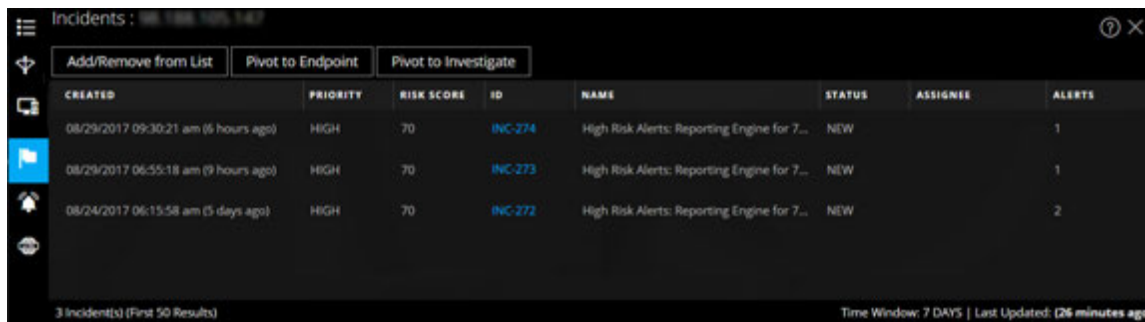 Incidents :
Add/Remove from List Pivot to Endpoint Pivot to Investigate
CREATED PRIORITY RISK SCORE ID NAME STATUS ASSIGNEE ALERTS
08/29/2017 09:30:21 am (6 hours ago) HIGH 70 INC-274 High Risk Alerts: Reporting Engine for 7... NEW 1
08/29/2017 06:55:18 am (9 hours ago) HIGH 70 INC-273 High Risk Alerts: Reporting Engine for 7... NEW 1
08/24/2017 06:15:58 am (5 days ago) HIGH 70 INC-272 High Risk Alerts: Reporting Engine for 7... NEW 2
3 Incident(s) (First 50 Results) Time Window: 7 DAYS | Last Updated: (26 minutes ago